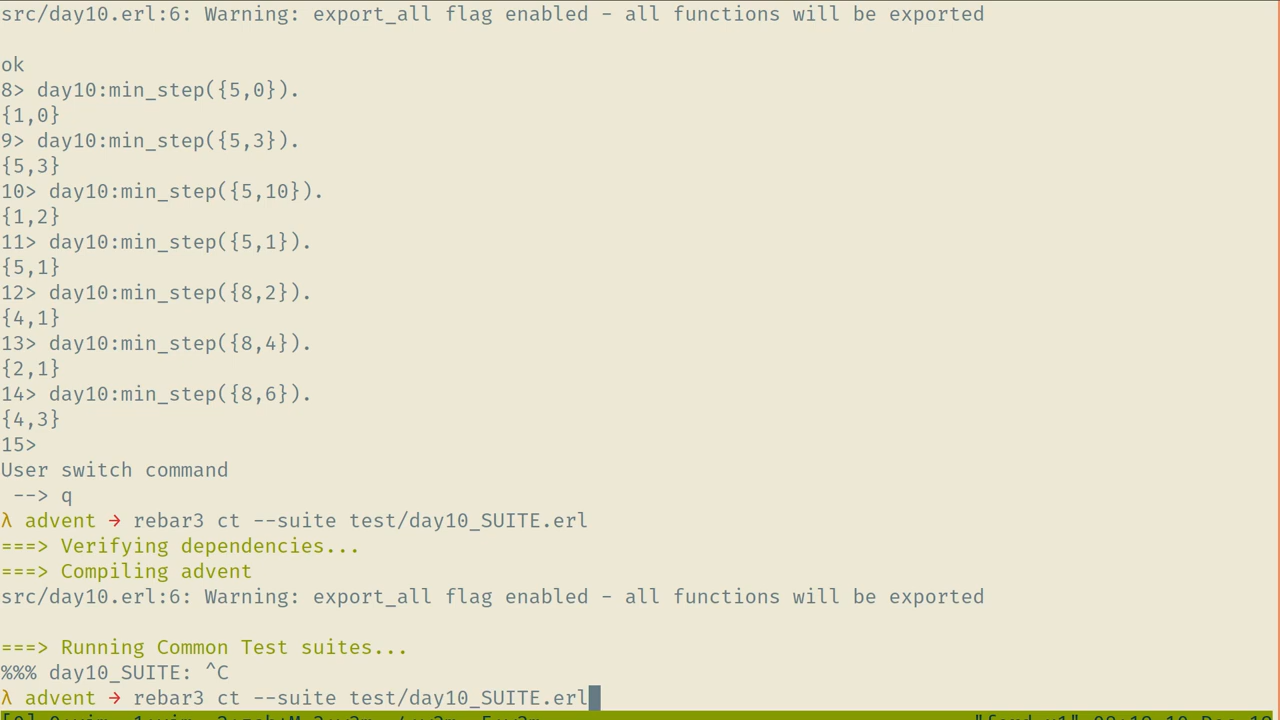 src/day10.erl:6: Warning: export_all flag enabled - all functions will be exported
ok
8> day10:min_step({5,0}).
{1,0}
9> day10:min_step({5,3}).
{5,3}
10> day10:min_step({5,10}).
{1,2}
11> day10:min_step({5,1}).
{5,1}
12> day10:min_step({8,2}).
{4,1}
13> day10:min_step({8,4}).
{2,1}
14> day10:min_step({8,6}).
{4,3}
15>
User switch command
 --> q
λ advent → rebar3 ct --suite test/day10_SUITE.erl
===> Verifying dependencies...
===> Compiling advent
src/day10.erl:6: Warning: export_all flag enabled - all functions will be exported
===> Running Common Test suites...
%%% day10_SUITE: ^C
λ advent → rebar3 ct --suite test/day10_SUITE.erl